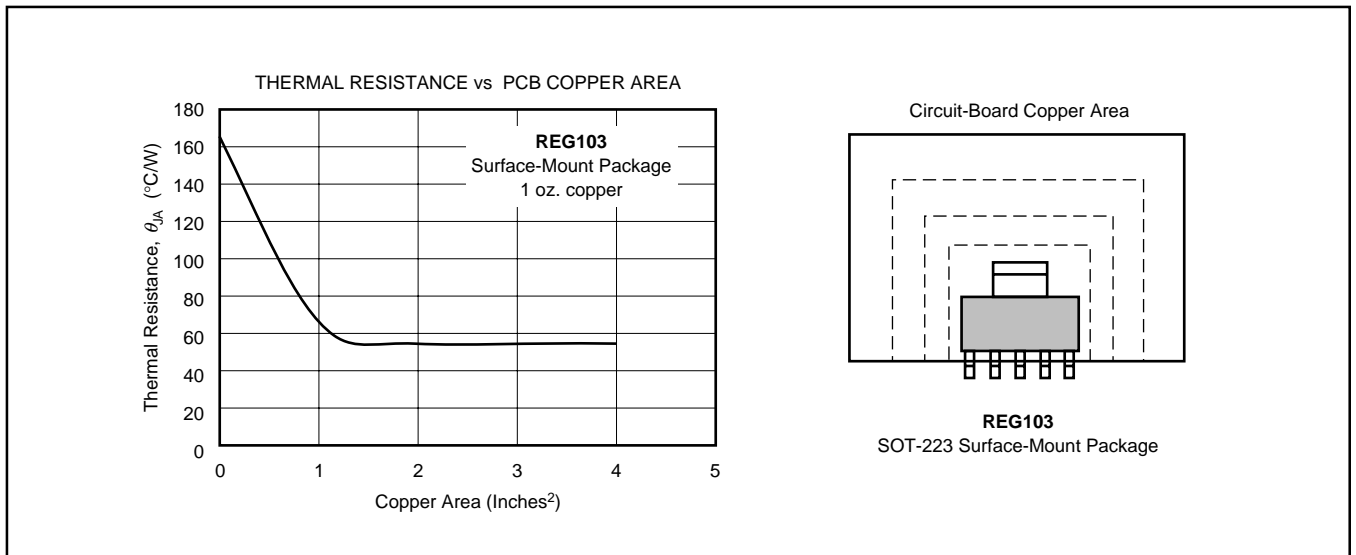 THERMAL RESISTANCE vs PCB COPPER AREA
Thermal Resistance, θJA (°C/W)
180
160
140
120
100
80
60
40
20
0
REG103
Surface-Mount Package
1 oz. copper
0 1 2 3 4 5
Copper Area (Inches²)
Circuit-Board Copper Area
REG103
SOT-223 Surface-Mount Package